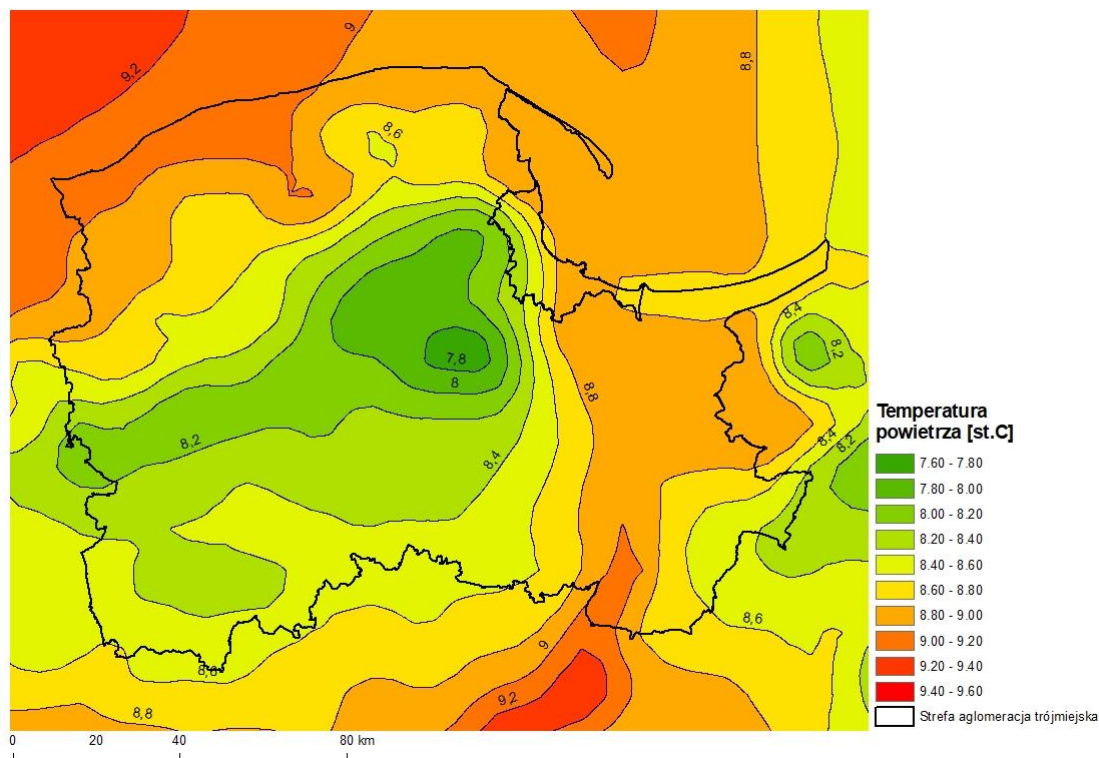 9
9,2
8,8
8,6
8,4
8,2
7,8
8
8,8
8,2
8,4
8,4
8,2
8,6
9
8,6
9,2
8,8
Temperatura
powietrza [st.C]
7.60 - 7.80
7.80 - 8.00
8.00 - 8.20
8.20 - 8.40
8.40 - 8.60
8.60 - 8.80
8.80 - 9.00
9.00 - 9.20
9.20 - 9.40
9.40 - 9.60
Strefa aglomeracja trójmiejska
0 20 40 80 km